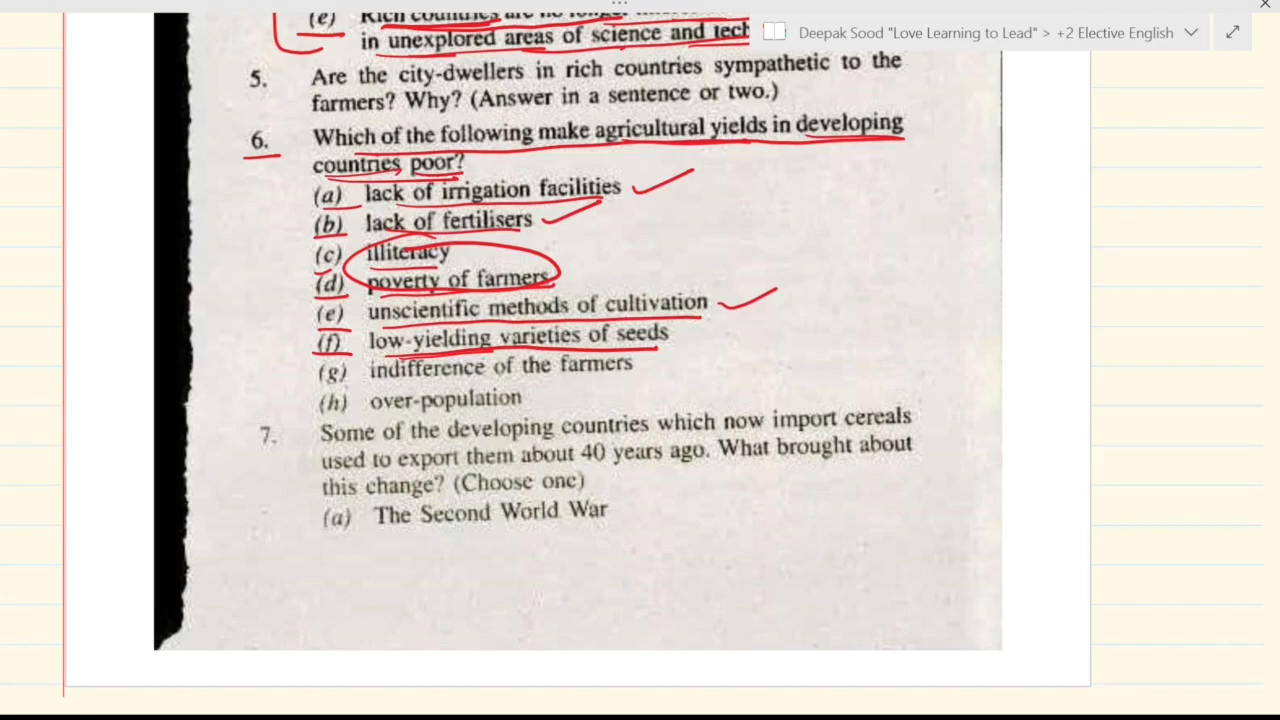 (e) Rich countries are no longer
in unexplored areas of science and tech
Deepak Sood "Love Learning to Lead" > +2 Elective English
5. Are the city-dwellers in rich countries sympathetic to the
farmers? Why? (Answer in a sentence or two.)
6. Which of the following make agricultural yields in developing
countries poor?
(a) lack of irrigation facilities
(b) lack of fertilisers
(c) illiteracy
(d) poverty of farmers
(e) unscientific methods of cultivation
(f) low-yielding varieties of seeds
(g) indifference of the farmers
(h) over-population
7. Some of the developing countries which now import cereals
used to export them about 40 years ago. What brought about
this change? (Choose one)
(a) The Second World War